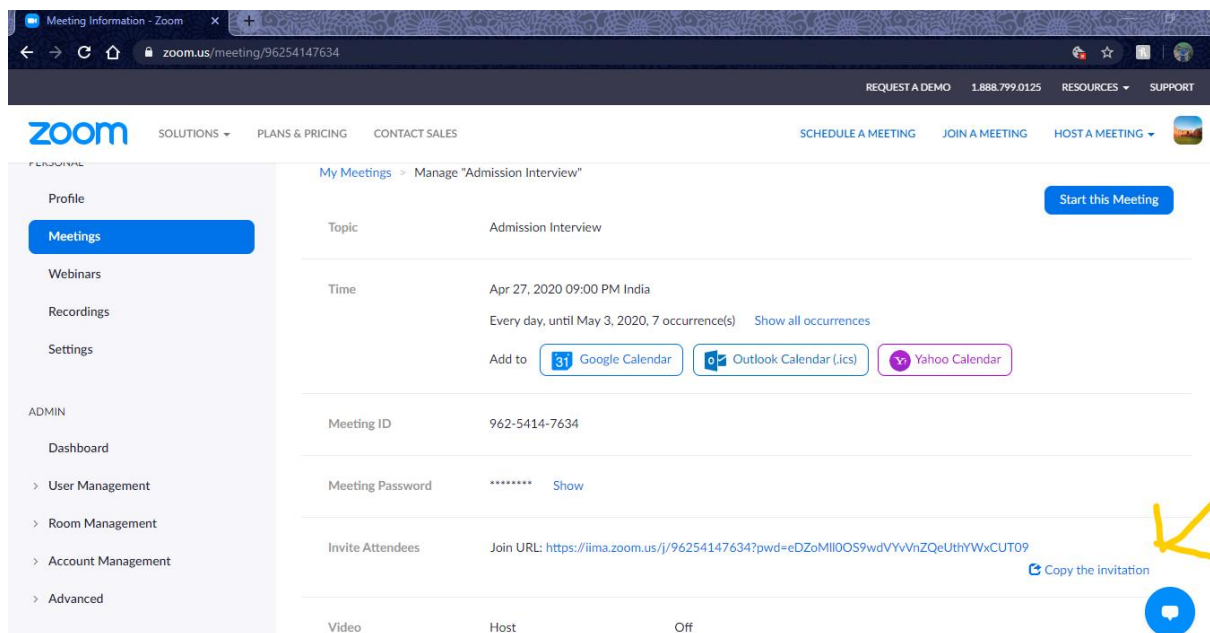 Meeting Information - Zoom
zoom.us/meeting/96254147634
REQUEST A DEMO 1.888.799.0125 RESOURCES SUPPORT
zoom SOLUTIONS PLANS & PRICING CONTACT SALES SCHEDULE A MEETING JOIN A MEETING HOST A MEETING
PERSONAL
Profile
Meetings
Webinars
Recordings
Settings
ADMIN
Dashboard
User Management
Room Management
Account Management
Advanced
My Meetings > Manage "Admission Interview"
Start this Meeting
Topic Admission Interview
Time Apr 27, 2020 09:00 PM India
Every day, until May 3, 2020, 7 occurrence(s) Show all occurrences
Add to 31 Google Calendar Outlook Calendar (.ics) Yahoo Calendar
Meeting ID 962-5414-7634
Meeting Password ******** Show
Invite Attendees Join URL: https://iima.zoom.us/j/96254147634?pwd=eDZoMll0OS9wdVYvVnZQeUthYWxCUT09
Copy the invitation
Video Host Off